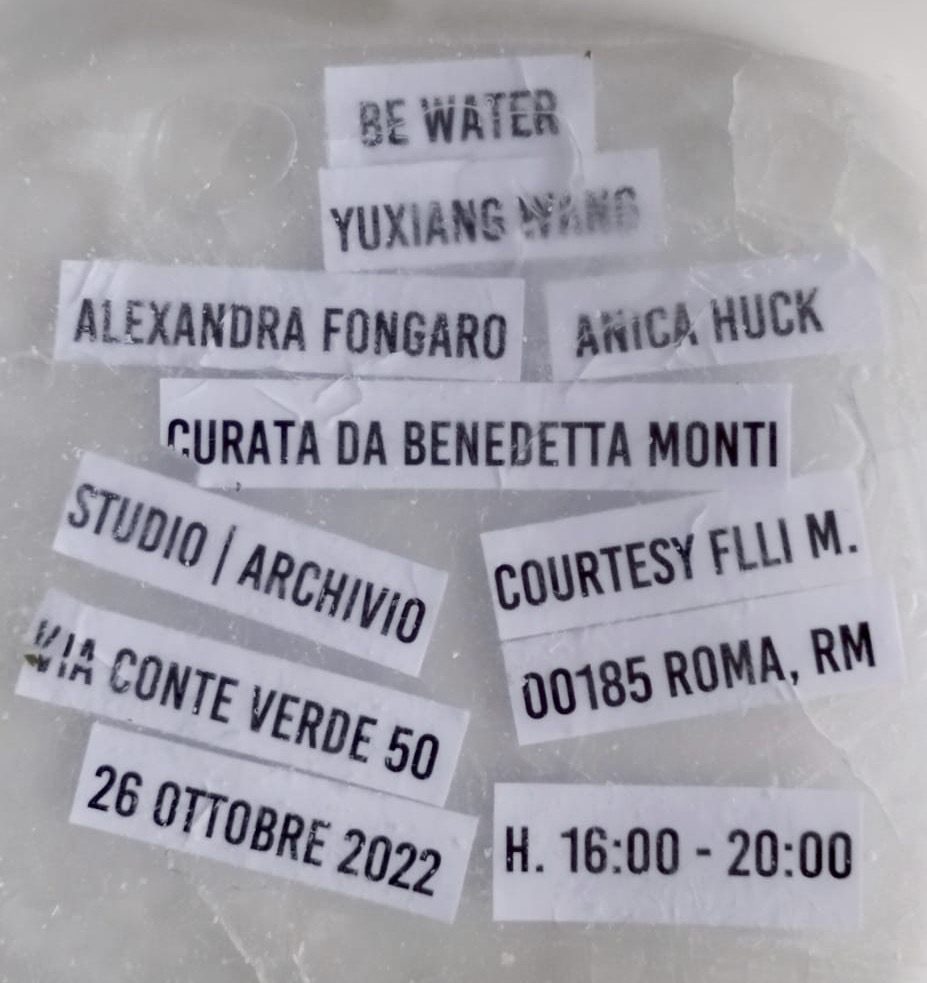 BE WATER
YUXIANG WANG
ALEXANDRA FONGARO
ANICA HUCK
CURATA DA BENEDETTA MONTI
STUDIO | ARCHIVIO
COURTESY FLLI M.
VIA CONTE VERDE 50
00185 ROMA, RM
26 OTTOBRE 2022
H. 16:00 - 20:00